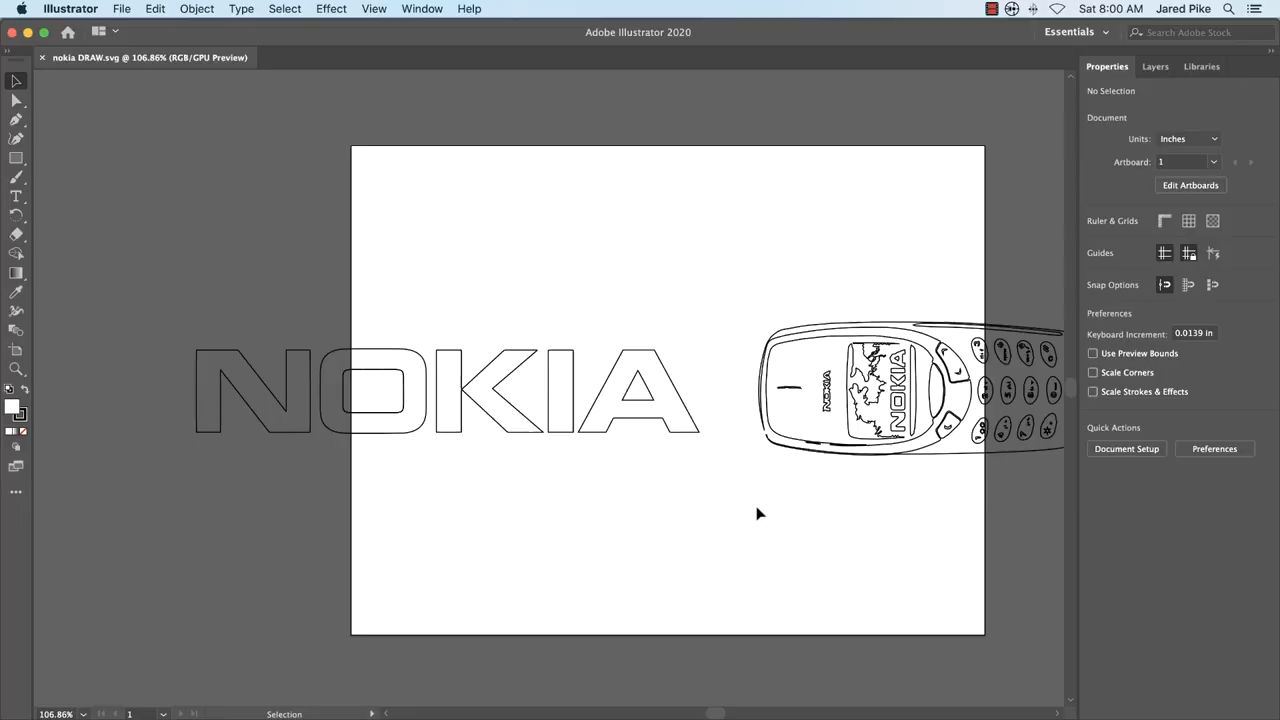 Illustrator File Edit Object Type Select Effect View Window Help Sat 8:00 AM Jared Pike
Adobe Illustrator 2020 Essentials Search Adobe Stock
nokia DRAW.svg @ 106.86% (RGB/GPU Preview)
Properties Layers Libraries
No Selection
Document
Units: Inches
Artboard: 1
Edit Artboards
Ruler & Grids
Guides
Snap Options
Preferences
Keyboard Increment: 0.0139 in
Use Preview Bounds
Scale Corners
Scale Strokes & Effects
Quick Actions
Document Setup Preferences
NOKIA
NOKIA
NOKIA
106.86% 1 Selection